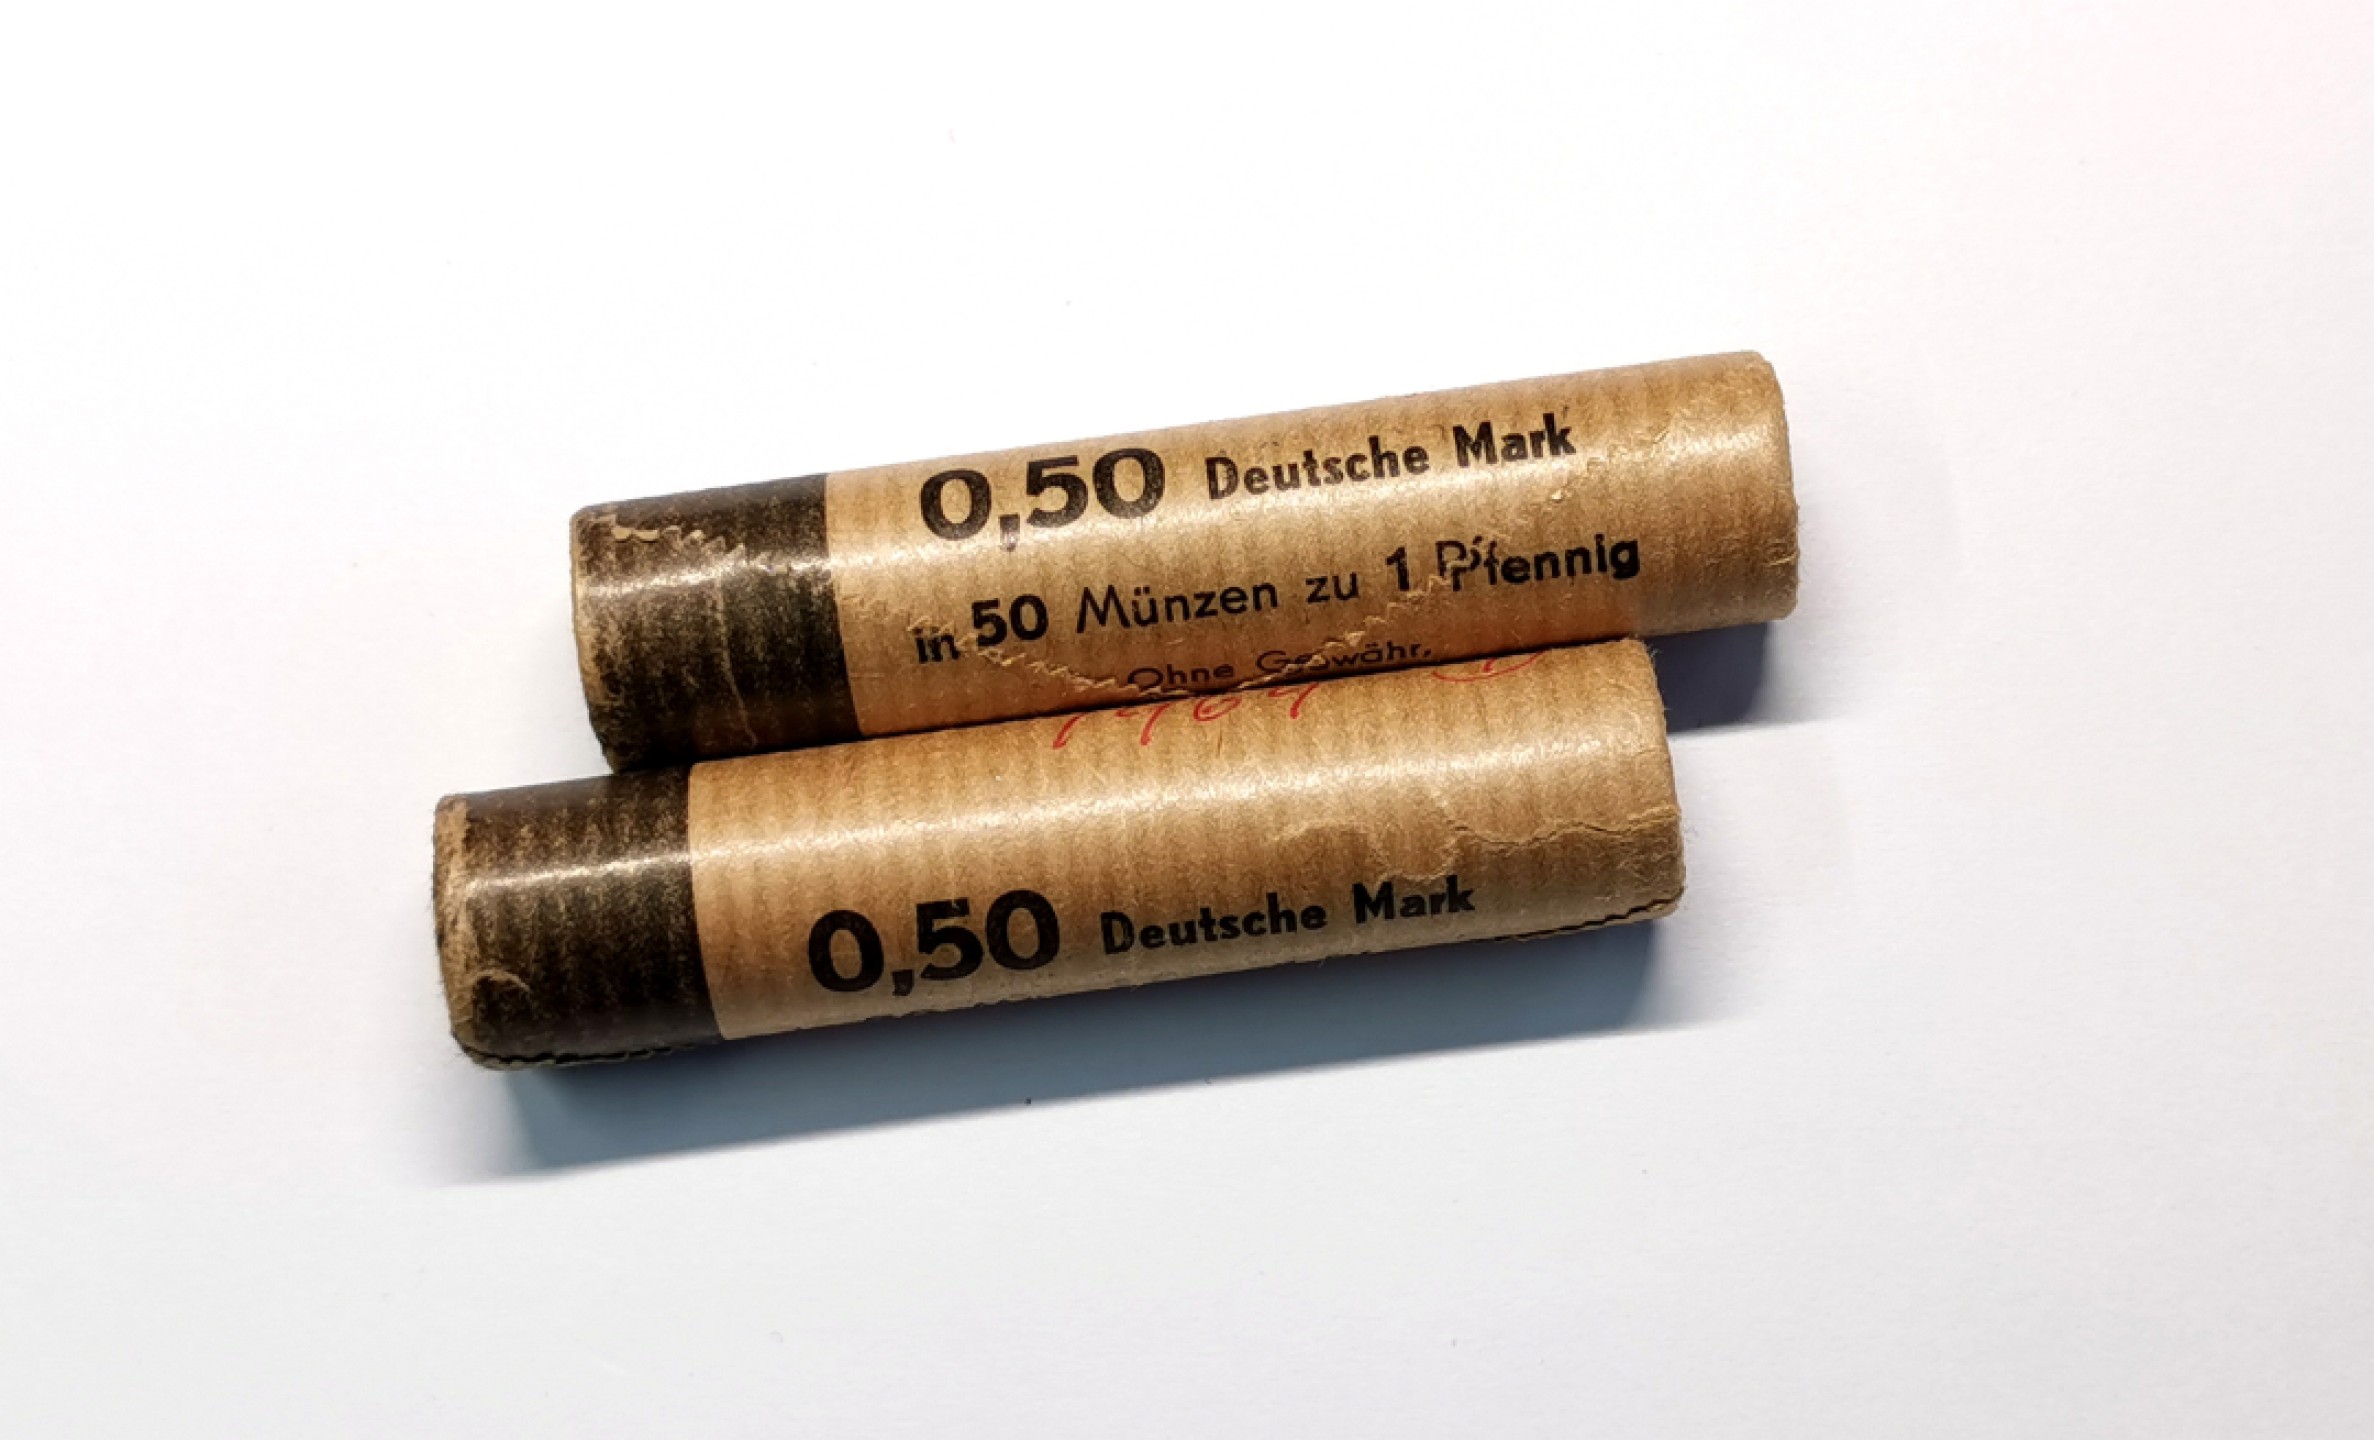 0,50 Deutsche Mark
in 50 Münzen zu 1 Pfennig
Ohne Gewähr.
0,50 Deutsche Mark